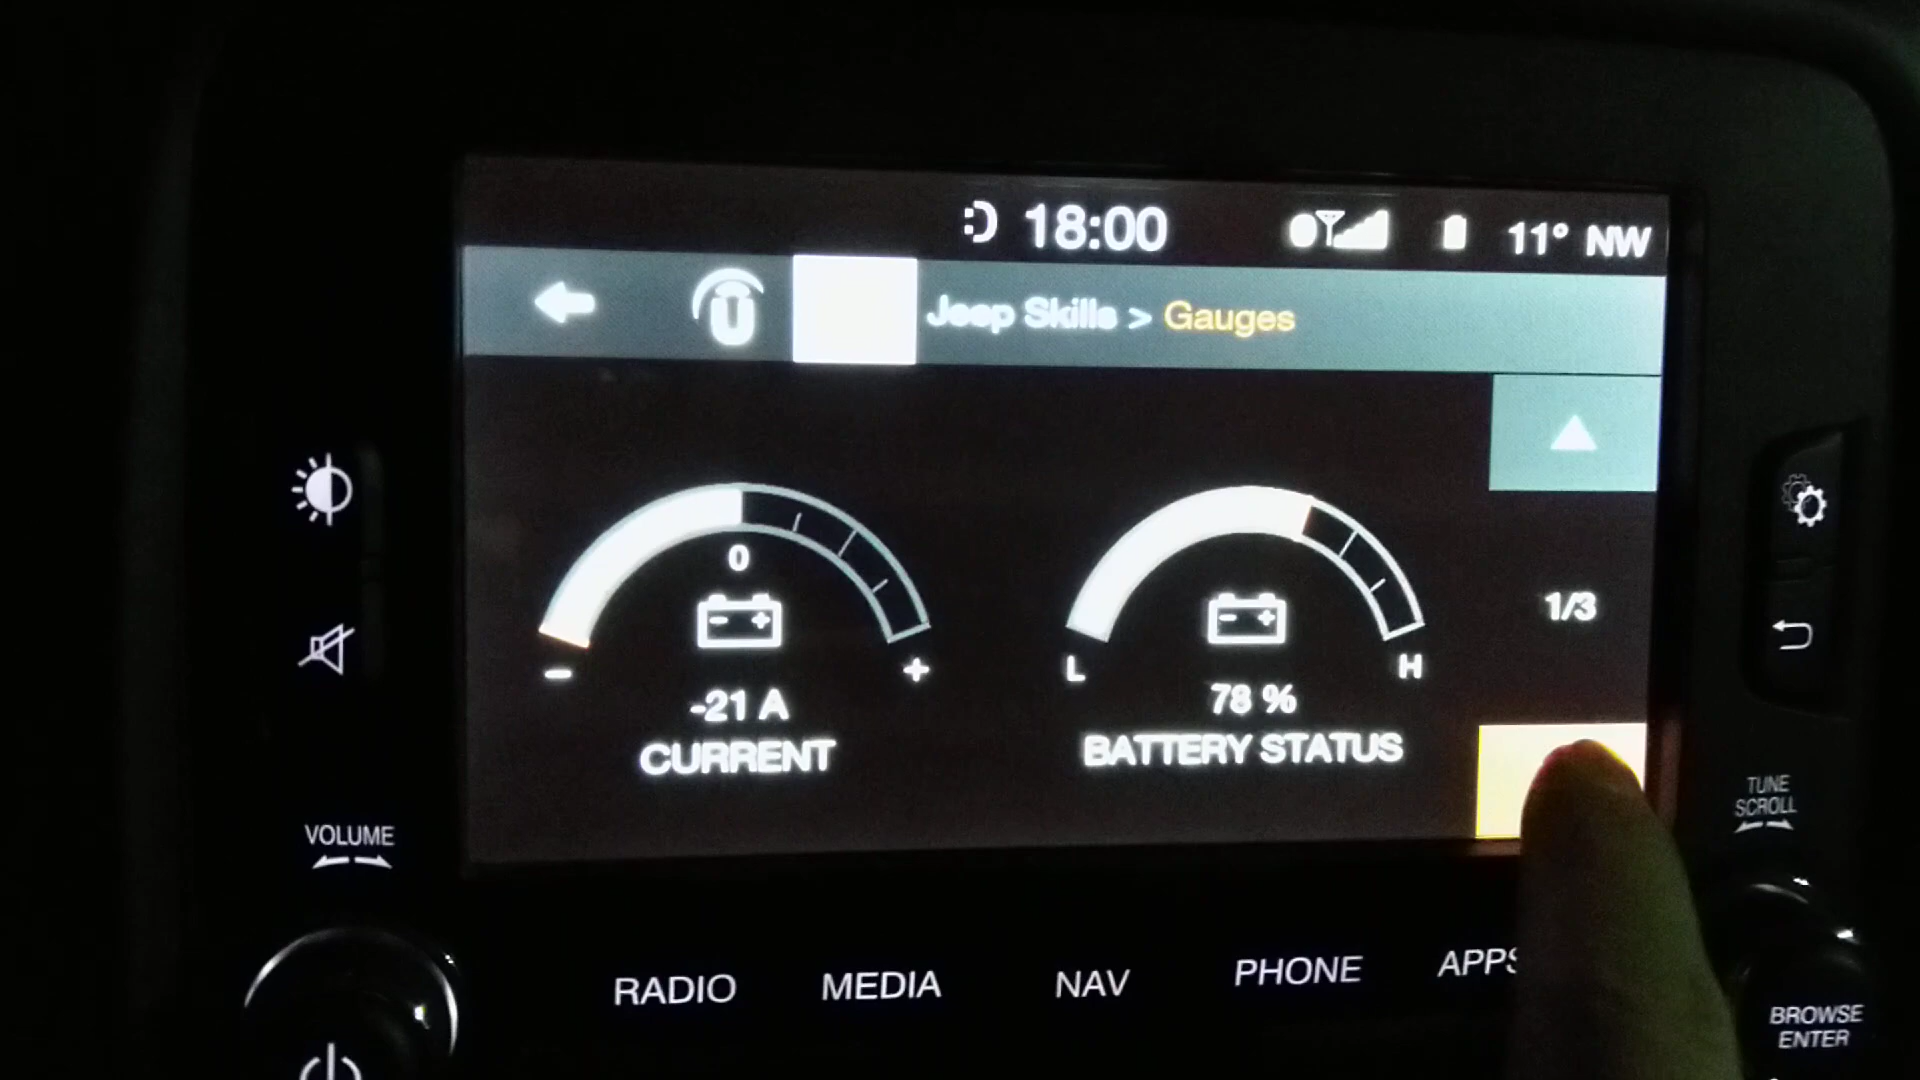 18:00
11° NW
Jeep Skills > Gauges
0
- +
- +
-21 A
CURRENT
- +
L H
78 %
BATTERY STATUS
1/3
VOLUME
TUNE
SCROLL
RADIO MEDIA NAV PHONE APPS
BROWSE
ENTER